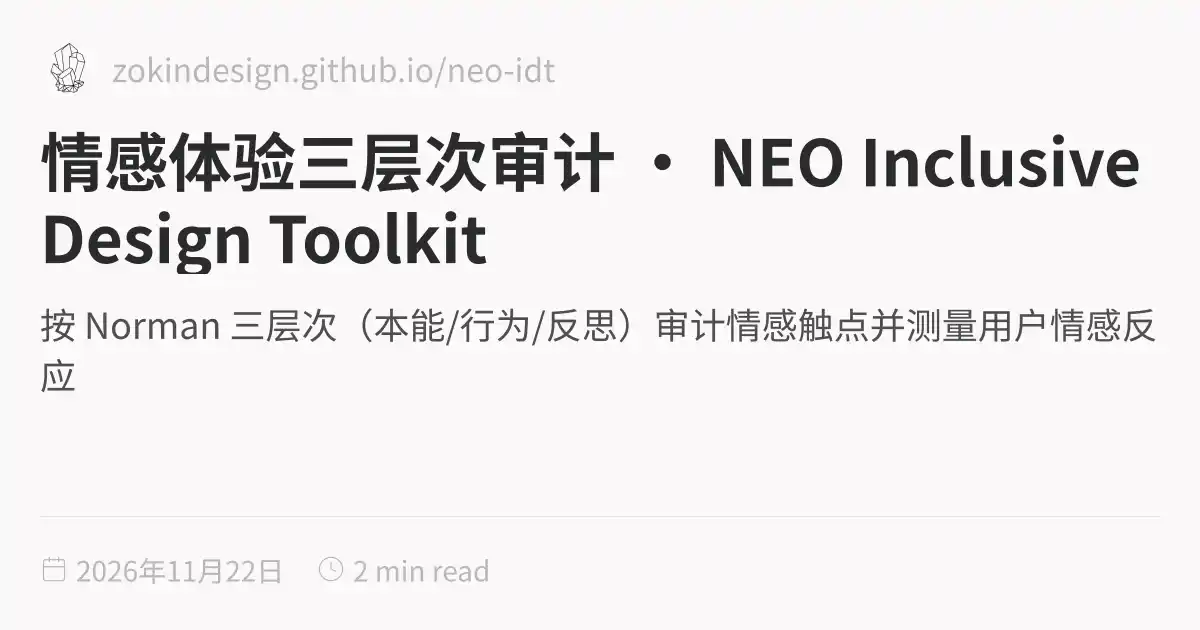 zokindesign.github.io/neo-idt
情感体验三层次审计 · NEO Inclusive
Design Toolkit
按 Norman 三层次（本能/行为/反思）审计情感触点并测量用户情感反
应
2026年11月22日
2 min read